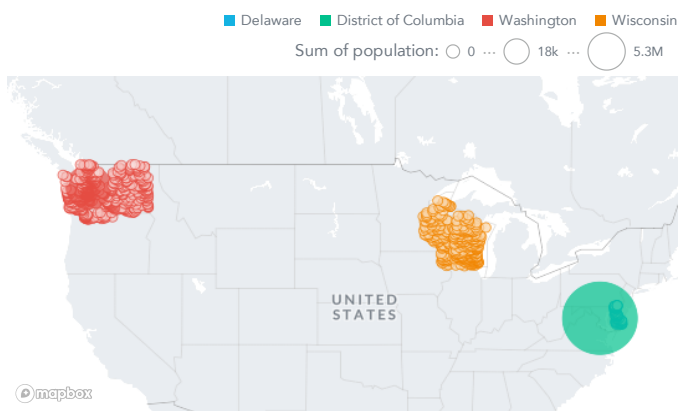 Delaware District of Columbia Washington Wisconsin
Sum of population: 0 ··· 18k ··· 5.3M
UNITED
STATES
mapbox